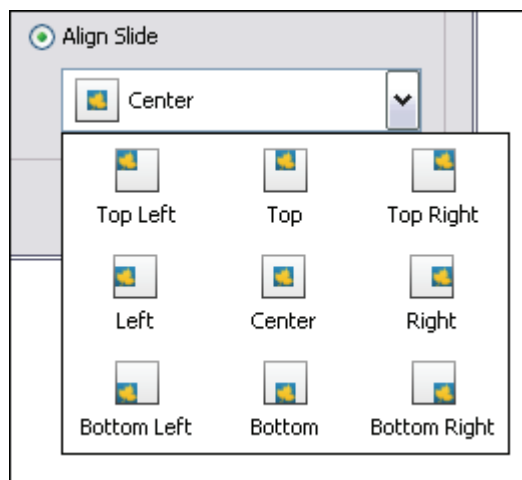 Align Slide
Center
Top Left Top Top Right
Left Center Right
Bottom Left Bottom Bottom Right